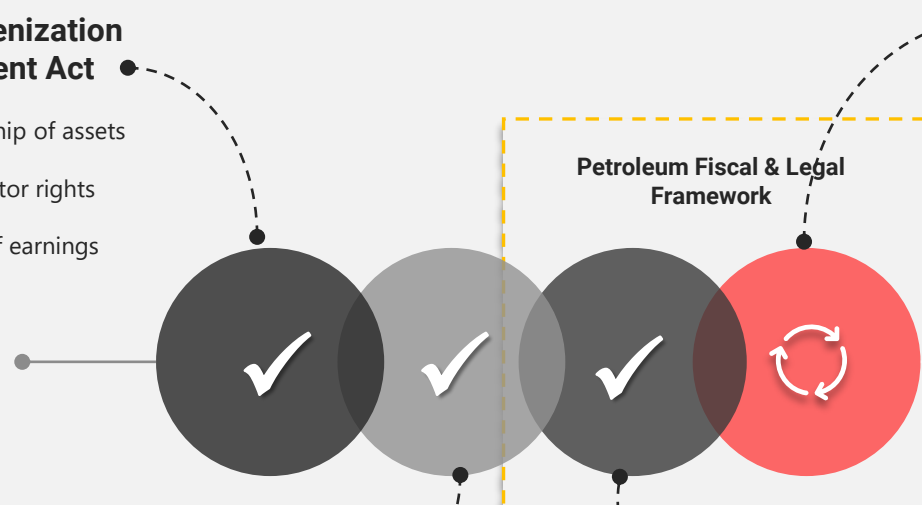 enization
ent Act
hip of assets
tor rights
f earnings
Petroleum Fiscal & Legal
Framework